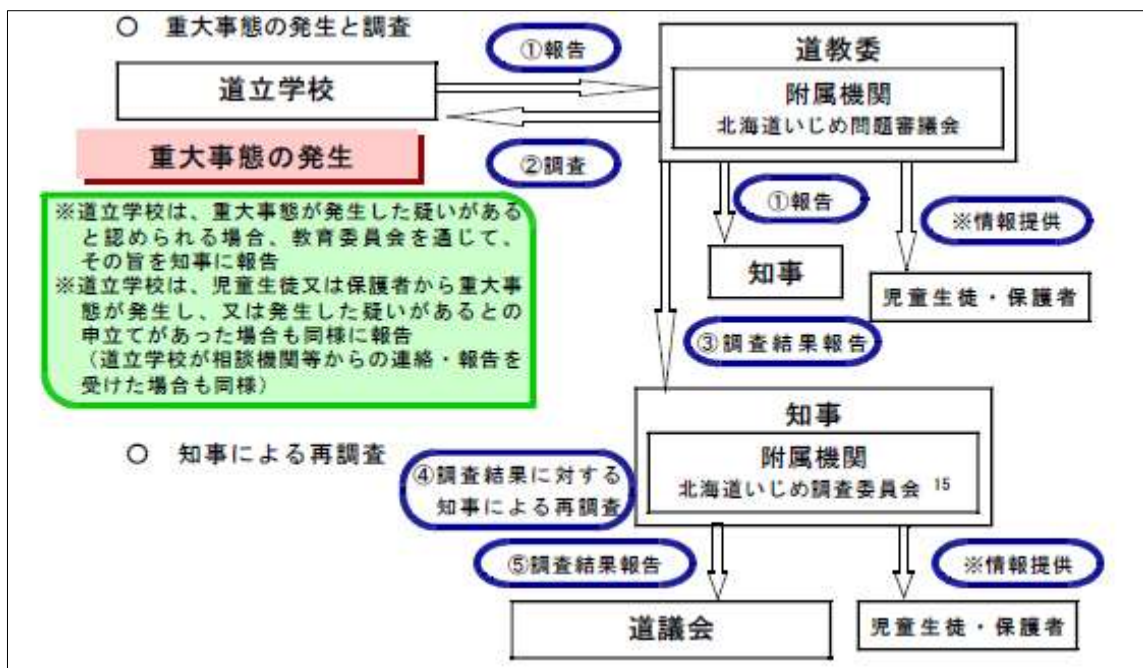 ○ 重大事態の発生と調査
①報告
道立学校
道教委
附属機関
北海道いじめ問題審議会
重大事態の発生
②調査
※道立学校は、重大事態が発生した疑いがある
と認められる場合、教育委員会を通じて、
その旨を知事に報告
※道立学校は、児童生徒又は保護者から重大事
態が発生し、又は発生した疑いがあるとの
申立てがあった場合も同様に報告
（道立学校が相談機関等からの連絡・報告を
受けた場合も同様）
①報告
※情報提供
知事
児童生徒・保護者
③調査結果報告
○ 知事による再調査
知事
附属機関
北海道いじめ調査委員会 15
④調査結果に対する
知事による再調査
⑤調査結果報告
※情報提供
道議会
児童生徒・保護者